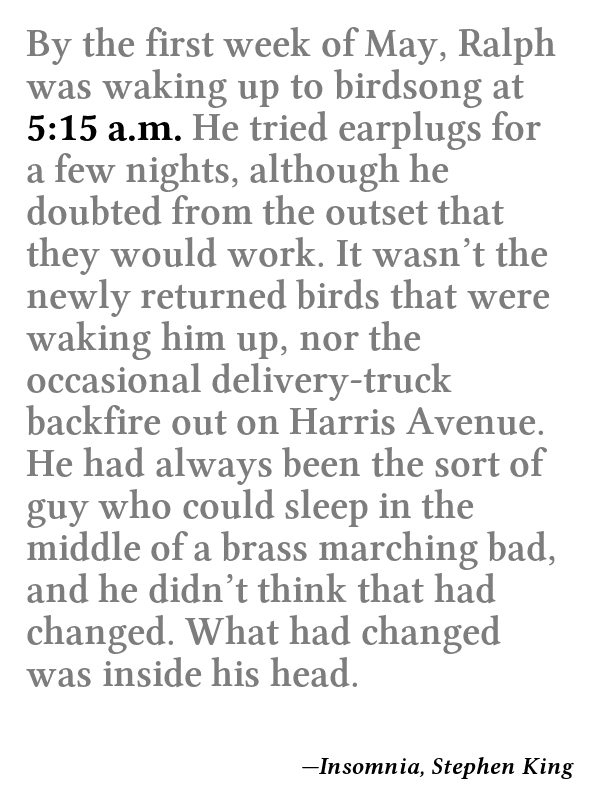 By the first week of May, Ralph
was waking up to birdsong at
5:15 a.m. He tried earplugs for
a few nights, although he
doubted from the outset that
they would work. It wasn’t the
newly returned birds that were
waking him up, nor the
occasional delivery-truck
backfire out on Harris Avenue.
He had always been the sort of
guy who could sleep in the
middle of a brass marching bad,
and he didn’t think that had
changed. What had changed
was inside his head.
—Insomnia, Stephen King